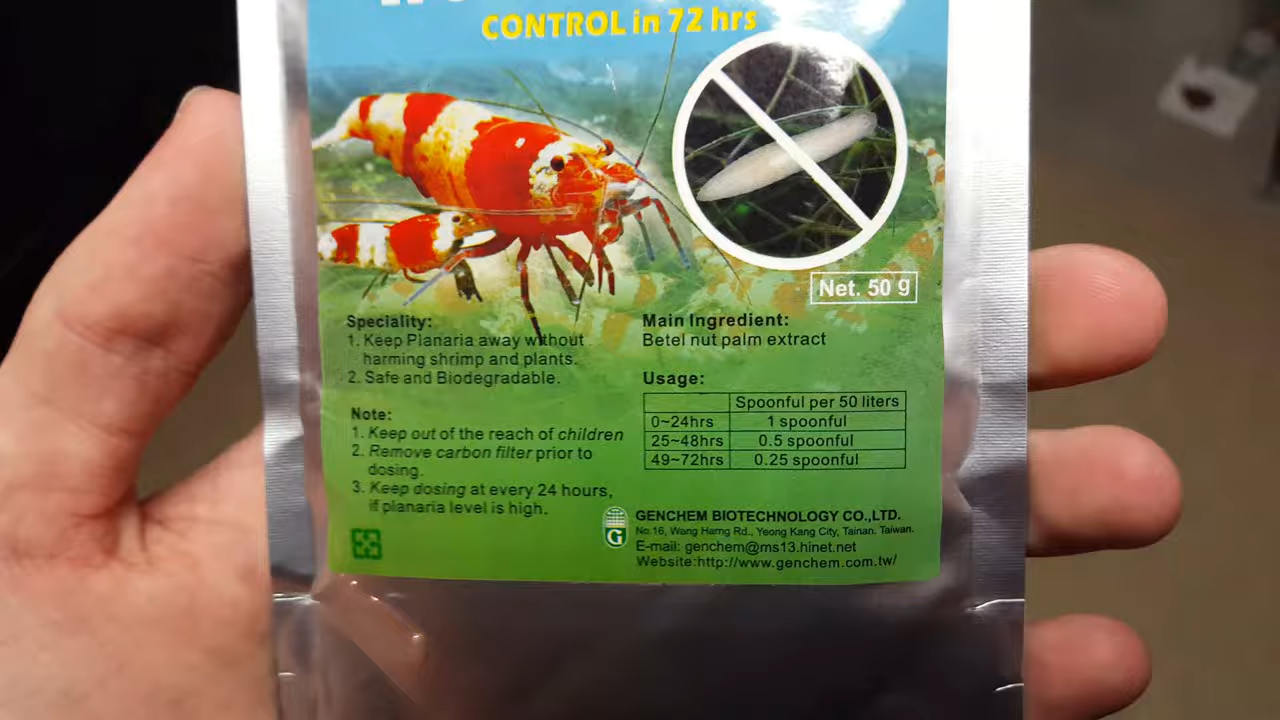 CONTROL in 72 hrs
Net. 50 g
Speciality:
1. Keep Planaria away without
harming shrimp and plants.
2. Safe and Biodegradable.
Note:
1. Keep out of the reach of children
2. Remove carbon filter prior to
dosing.
3. Keep dosing at every 24 hours,
if planaria level is high.
Main Ingredient:
Betel nut palm extract
Usage:
Spoonful per 50 liters
0~24hrs 1 spoonful
25~48hrs 0.5 spoonful
49~72hrs 0.25 spoonful
G
GENCHEM BIOTECHNOLOGY CO.,LTD.
No.16, Wang Harng Rd., Yeong Kang City, Tainan. Taiwan.
E-mail: genchem@ms13.hinet.net
Website:http://www.genchem.com.tw/